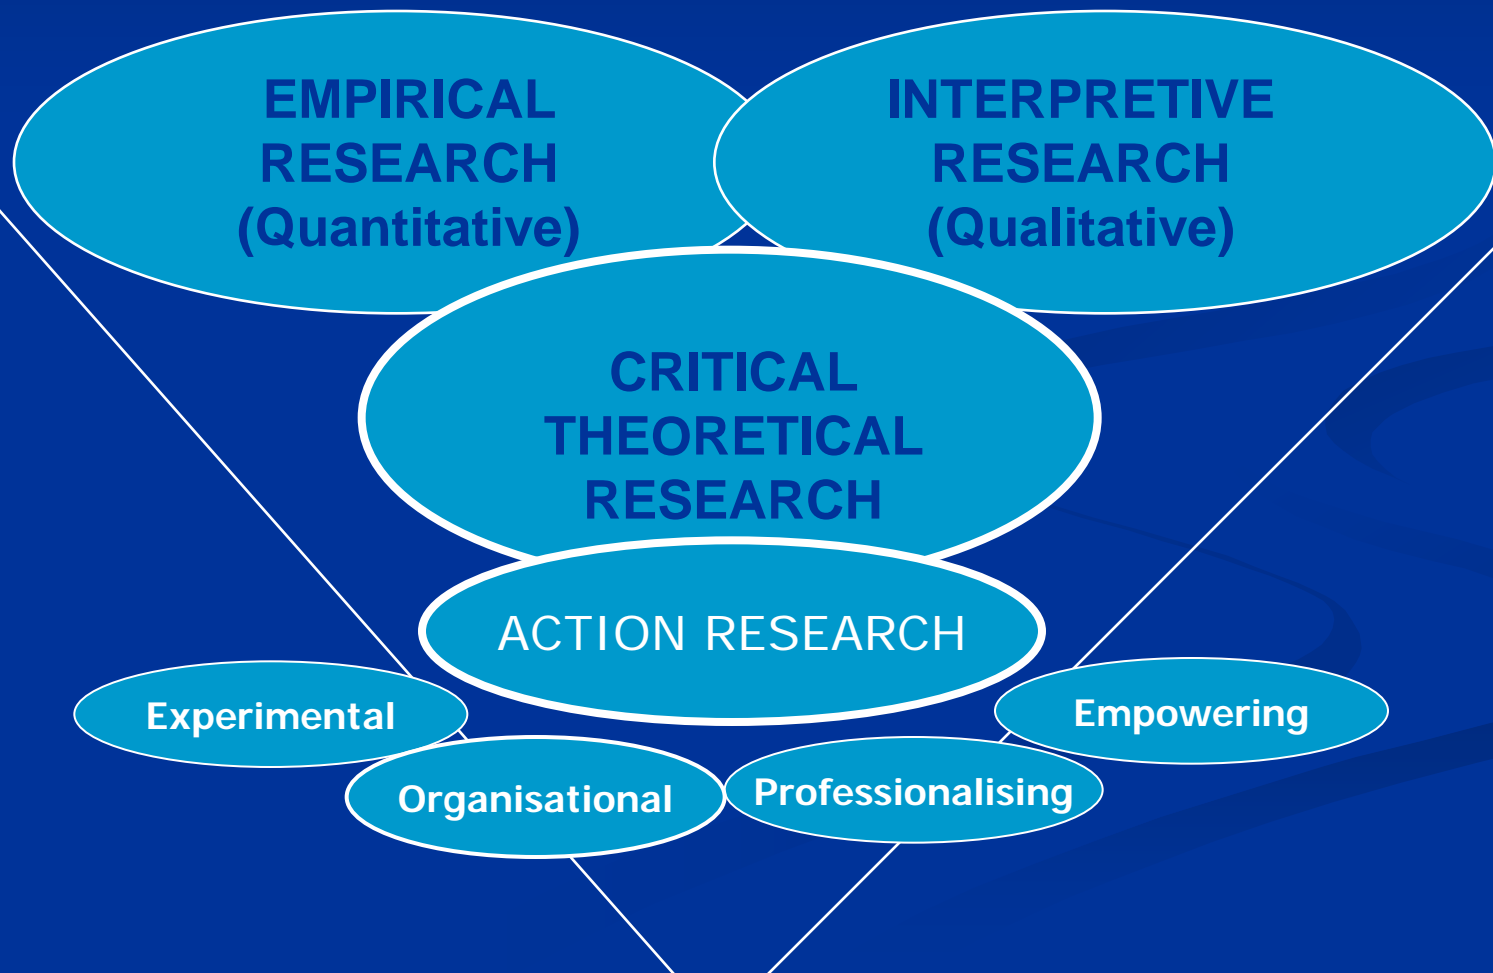 EMPIRICAL
RESEARCH
(Quantitative)
INTERPRETIVE
RESEARCH
(Qualitative)
CRITICAL
THEORETICAL
RESEARCH
ACTION RESEARCH
Experimental
Organisational
Professionalising
Empowering